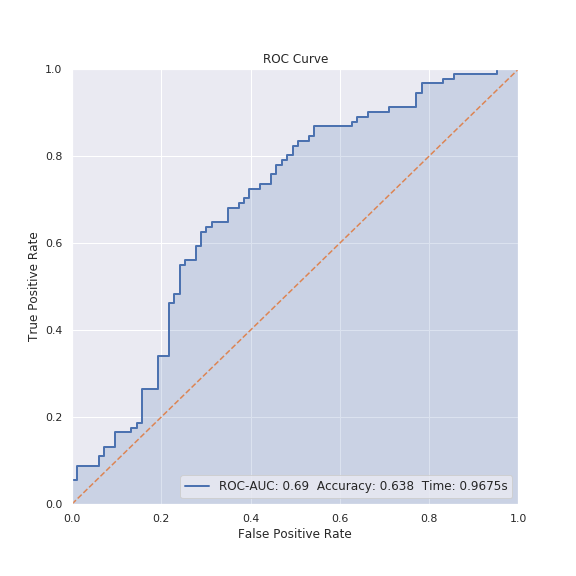 ROC Curve
1.0
0.8
0.6
0.4
0.2
0.0
True Positive Rate
ROC-AUC: 0.69  Accuracy: 0.638  Time: 0.9675s
0.0 0.2 0.4 0.6 0.8 1.0
False Positive Rate